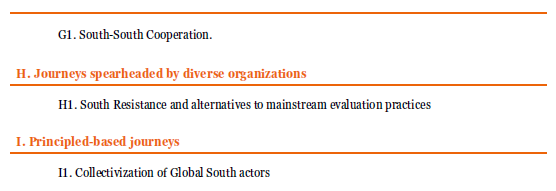 G1. South-South Cooperation.
H. Journeys spearheaded by diverse organizations
H1. South Resistance and alternatives to mainstream evaluation practices
I. Principled-based journeys
I1. Collectivization of Global South actors